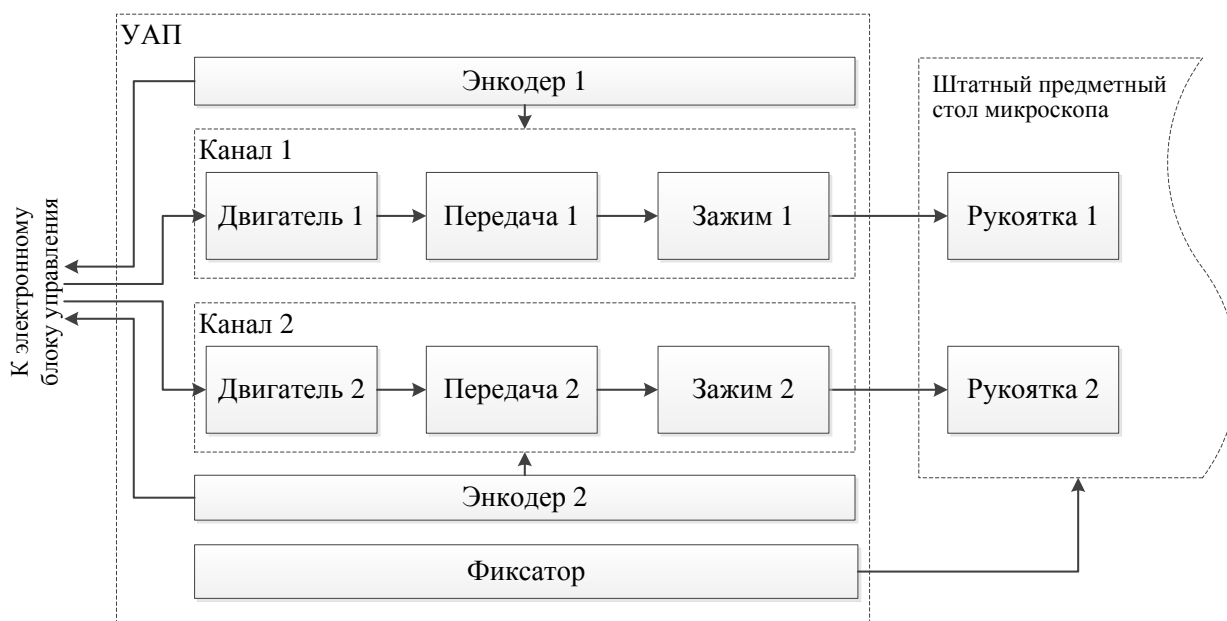 УАП
Энкодер 1
Штатный предметный
стол микроскопа
Канал 1
Двигатель 1
Передача 1
Зажим 1
Рукоятка 1
К электронному
блоку управления
Канал 2
Двигатель 2
Передача 2
Зажим 2
Рукоятка 2
Энкодер 2
Фиксатор